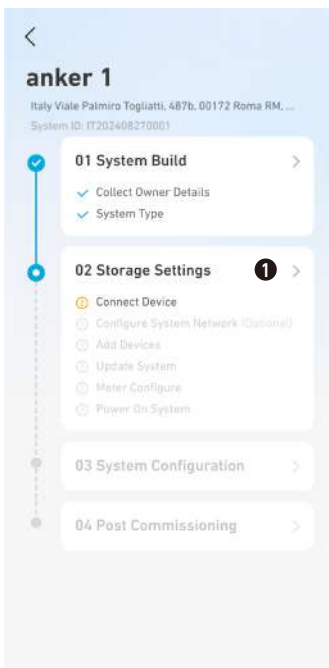 anker 1
Italy Viale Palmiro Togliatti, 487b, 00172 Roma RM, ...
System ID: IT202408270001
01 System Build
Collect Owner Details
System Type
02 Storage Settings 1
Connect Device
Configure System Network (Optional)
Add Devices
Update System
Meter Configure
Power On System
03 System Configuration
04 Post Commissioning